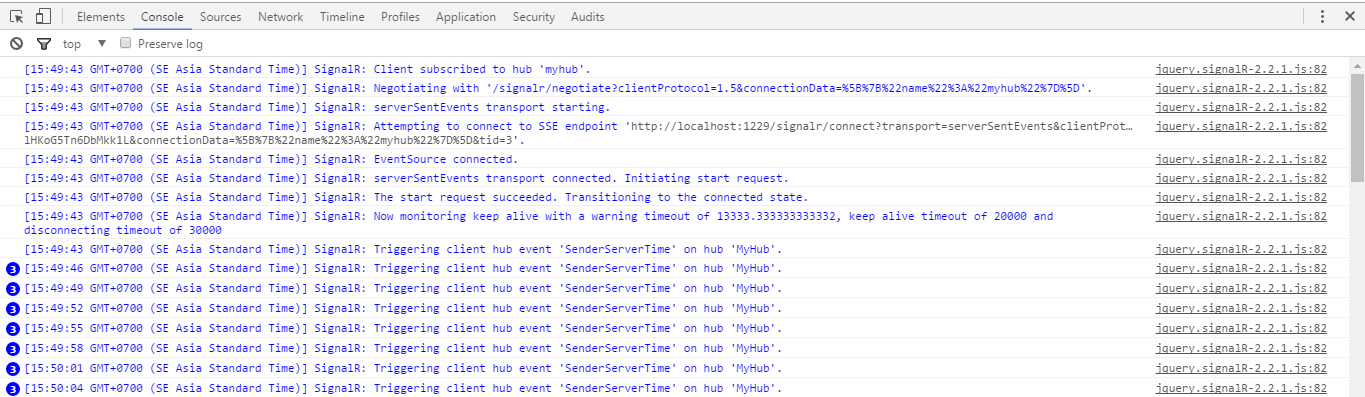 Elements Console Sources Network Timeline Profiles Application Security Audits
top Preserve log
[15:49:43 GMT+0700 (SE Asia Standard Time)] SignalR: Client subscribed to hub 'myhub'. jquery.signalR-2.2.1.js:82
[15:49:43 GMT+0700 (SE Asia Standard Time)] SignalR: Negotiating with '/signalr/negotiate?clientProtocol=1.5&connectionData=%5B%7B%22name%22%3A%22myhub%22%7D%5D'. jquery.signalR-2.2.1.js:82
[15:49:43 GMT+0700 (SE Asia Standard Time)] SignalR: serverSentEvents transport starting. jquery.signalR-2.2.1.js:82
[15:49:43 GMT+0700 (SE Asia Standard Time)] SignalR: Attempting to connect to SSE endpoint 'http://localhost:1229/signalr/connect?transport=serverSentEvents&clientProt… jquery.signalR-2.2.1.js:82
lHKoG5Tn6DbMkk1L&connectionData=%5B%7B%22name%22%3A%22myhub%22%7D%5D&tid=3'.
[15:49:43 GMT+0700 (SE Asia Standard Time)] SignalR: EventSource connected. jquery.signalR-2.2.1.js:82
[15:49:43 GMT+0700 (SE Asia Standard Time)] SignalR: serverSentEvents transport connected. Initiating start request. jquery.signalR-2.2.1.js:82
[15:49:43 GMT+0700 (SE Asia Standard Time)] SignalR: The start request succeeded. Transitioning to the connected state. jquery.signalR-2.2.1.js:82
[15:49:43 GMT+0700 (SE Asia Standard Time)] SignalR: Now monitoring keep alive with a warning timeout of 13333.333333333332, keep alive timeout of 20000 and jquery.signalR-2.2.1.js:82
disconnecting timeout of 30000
[15:49:43 GMT+0700 (SE Asia Standard Time)] SignalR: Triggering client hub event 'SenderServerTime' on hub 'MyHub'. jquery.signalR-2.2.1.js:82
3 [15:49:46 GMT+0700 (SE Asia Standard Time)] SignalR: Triggering client hub event 'SenderServerTime' on hub 'MyHub'. jquery.signalR-2.2.1.js:82
3 [15:49:49 GMT+0700 (SE Asia Standard Time)] SignalR: Triggering client hub event 'SenderServerTime' on hub 'MyHub'. jquery.signalR-2.2.1.js:82
3 [15:49:52 GMT+0700 (SE Asia Standard Time)] SignalR: Triggering client hub event 'SenderServerTime' on hub 'MyHub'. jquery.signalR-2.2.1.js:82
3 [15:49:55 GMT+0700 (SE Asia Standard Time)] SignalR: Triggering client hub event 'SenderServerTime' on hub 'MyHub'. jquery.signalR-2.2.1.js:82
3 [15:49:58 GMT+0700 (SE Asia Standard Time)] SignalR: Triggering client hub event 'SenderServerTime' on hub 'MyHub'. jquery.signalR-2.2.1.js:82
3 [15:50:01 GMT+0700 (SE Asia Standard Time)] SignalR: Triggering client hub event 'SenderServerTime' on hub 'MyHub'. jquery.signalR-2.2.1.js:82
3 [15:50:04 GMT+0700 (SE Asia Standard Time)] SignalR: Triggering client hub event 'SenderServerTime' on hub 'MyHub'. jquery.signalR-2.2.1.js:82